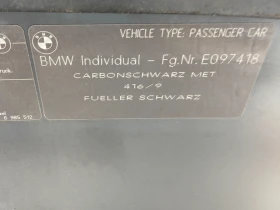 VEHICLE TYPE: PASSENGER CAR
BMW Individual – Fg.Nr. E097418
CARBONSCHWARZ MET
416/9
FUELLER SCHWARZ